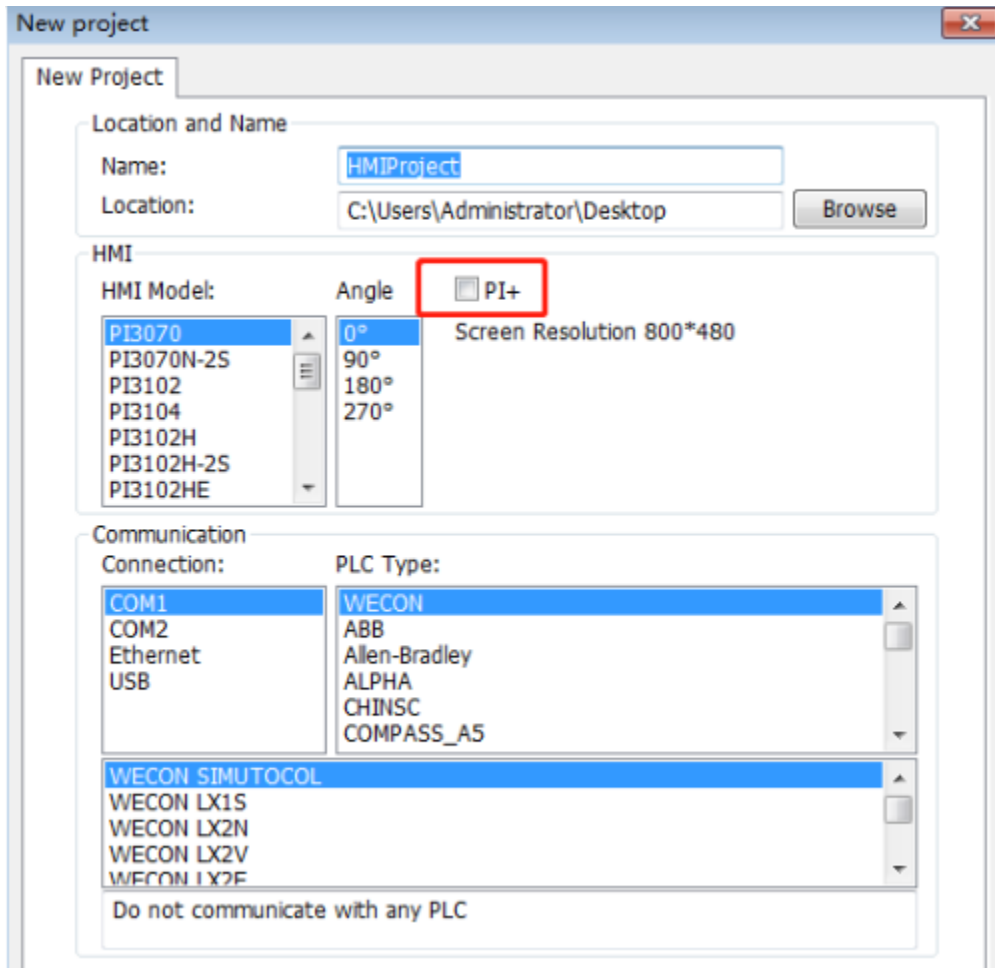 New project
New Project
Location and Name
Name:
HMIProject
Location:
C:\Users\Administrator\Desktop
Browse
HMI
HMI Model:
Angle
PI+
PI3070
PI3070N-2S
PI3102
PI3104
PI3102H
PI3102H-2S
PI3102HE
0°
90°
180°
270°
Screen Resolution 800*480
Communication
Connection:
PLC Type:
COM1
COM2
Ethernet
USB
WECON
ABB
Allen-Bradley
ALPHA
CHINSC
COMPASS_A5
WECON SIMUTOCOL
WECON LX1S
WECON LX2N
WECON LX2V
WECON LX2E
Do not communicate with any PLC